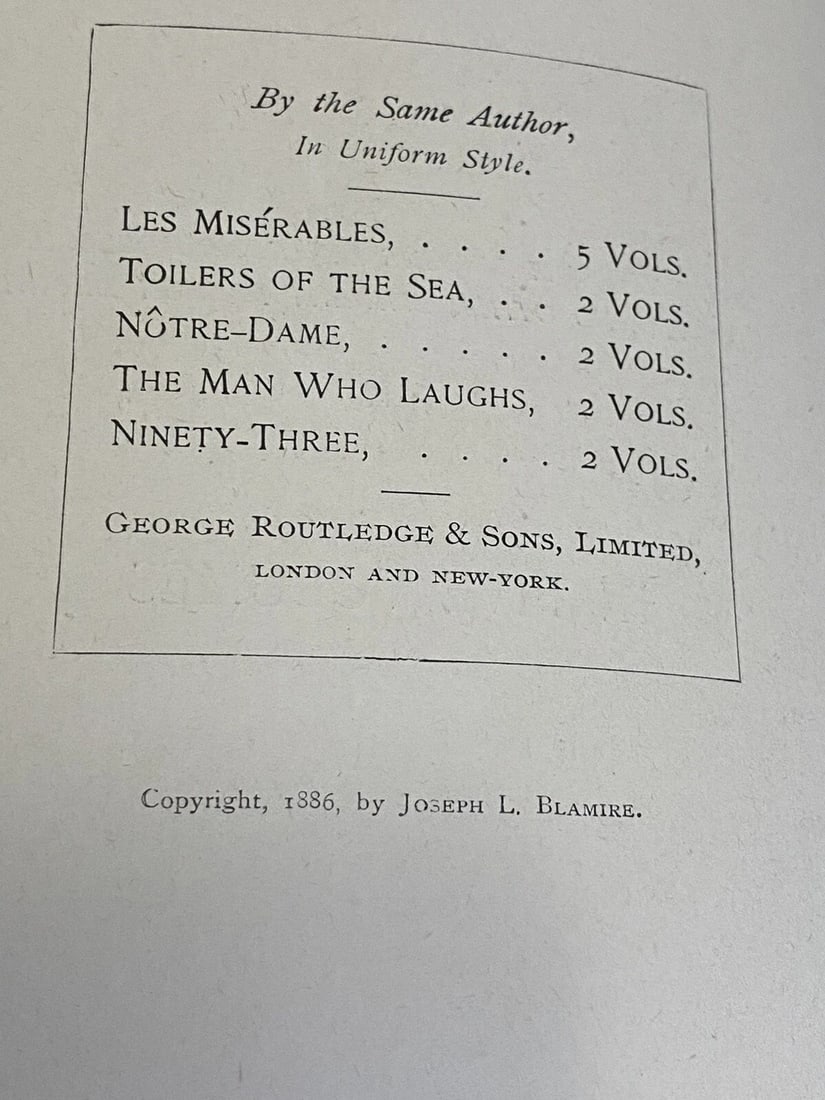 By the Same Author,
In Uniform Style.
LES MISÉRABLES, . . . . 5 VOLS.
TOILERS OF THE SEA, . . 2 VOLS.
NÔTRE-DAME, . . . . . 2 VOLS.
THE MAN WHO LAUGHS, 2 VOLS.
NINETY-THREE, . . . . 2 VOLS.
GEORGE ROUTLEDGE & SONS, LIMITED,
LONDON AND NEW-YORK.
Copyright, 1886, by JOSEPH L. BLAMIRE.